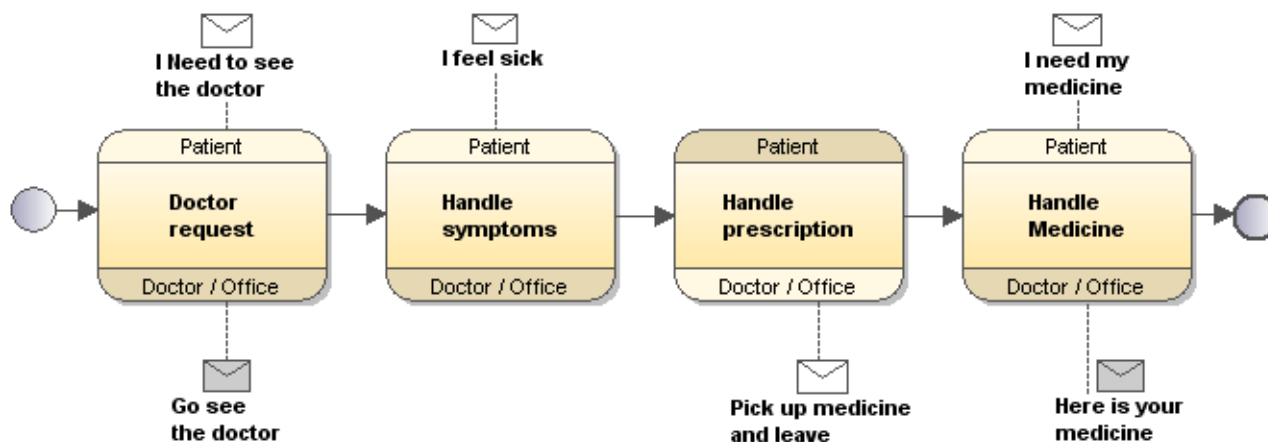 I Need to see
the doctor
I feel sick
I need my
medicine
Patient
Patient
Patient
Patient
Doctor
request
Handle
symptoms
Handle
prescription
Handle
Medicine
Doctor / Office
Doctor / Office
Doctor / Office
Doctor / Office
Go see
the doctor
Pick up medicine
and leave
Here is your
medicine